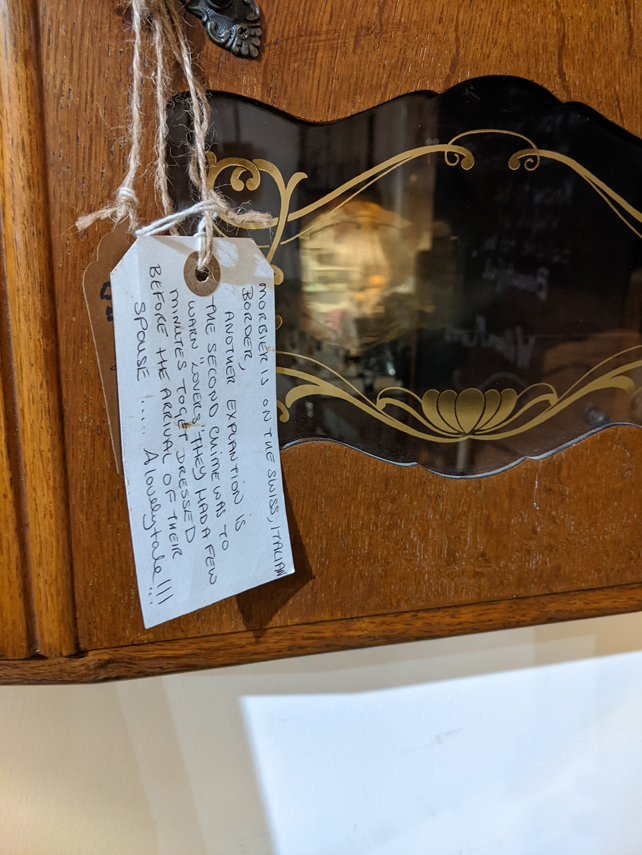 MORBIER IS ON THE SWISS, ITALIAN
BORDER,
ANOTHER EXPLANTION IS
THE SECOND CHIME WAS TO
WARN "LOVERS" THEY HAD A FEW
MINUTES TO GET DRESSED
BEFORE THE ARRIVAL OF THEIR
SPOUSE ..... A lovely tale!!!